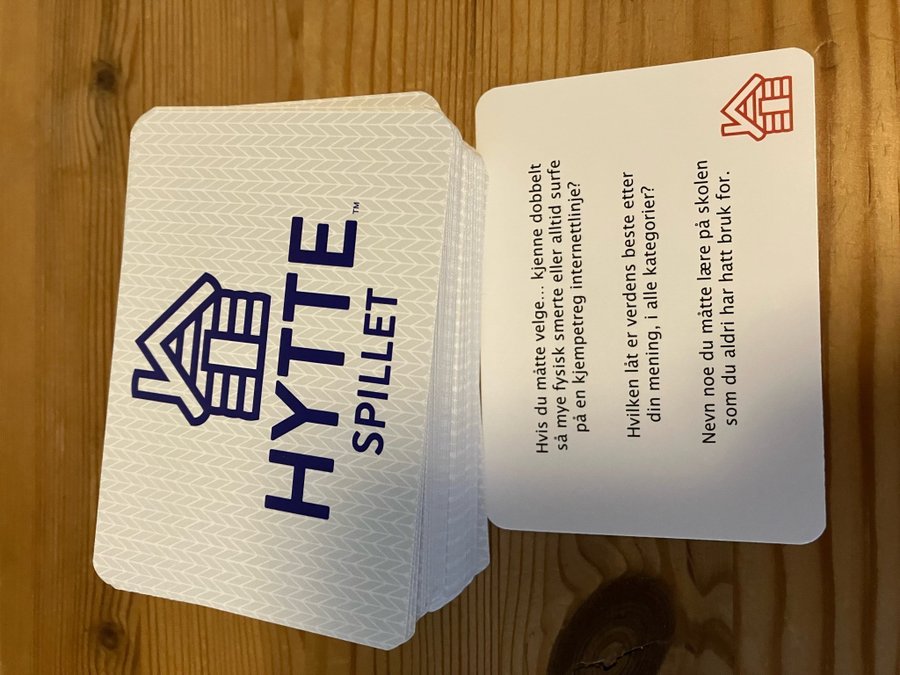 HYTTE™
SPILLET
Hvis du måtte velge... kjenne dobbelt
så mye fysisk smerte eller alltid surfe
på en kjempetreg internettlinje?
Hvilken låt er verdens beste etter
din mening, i alle kategorier?
Nevn noe du måtte lære på skolen
som du aldri har hatt bruk for.